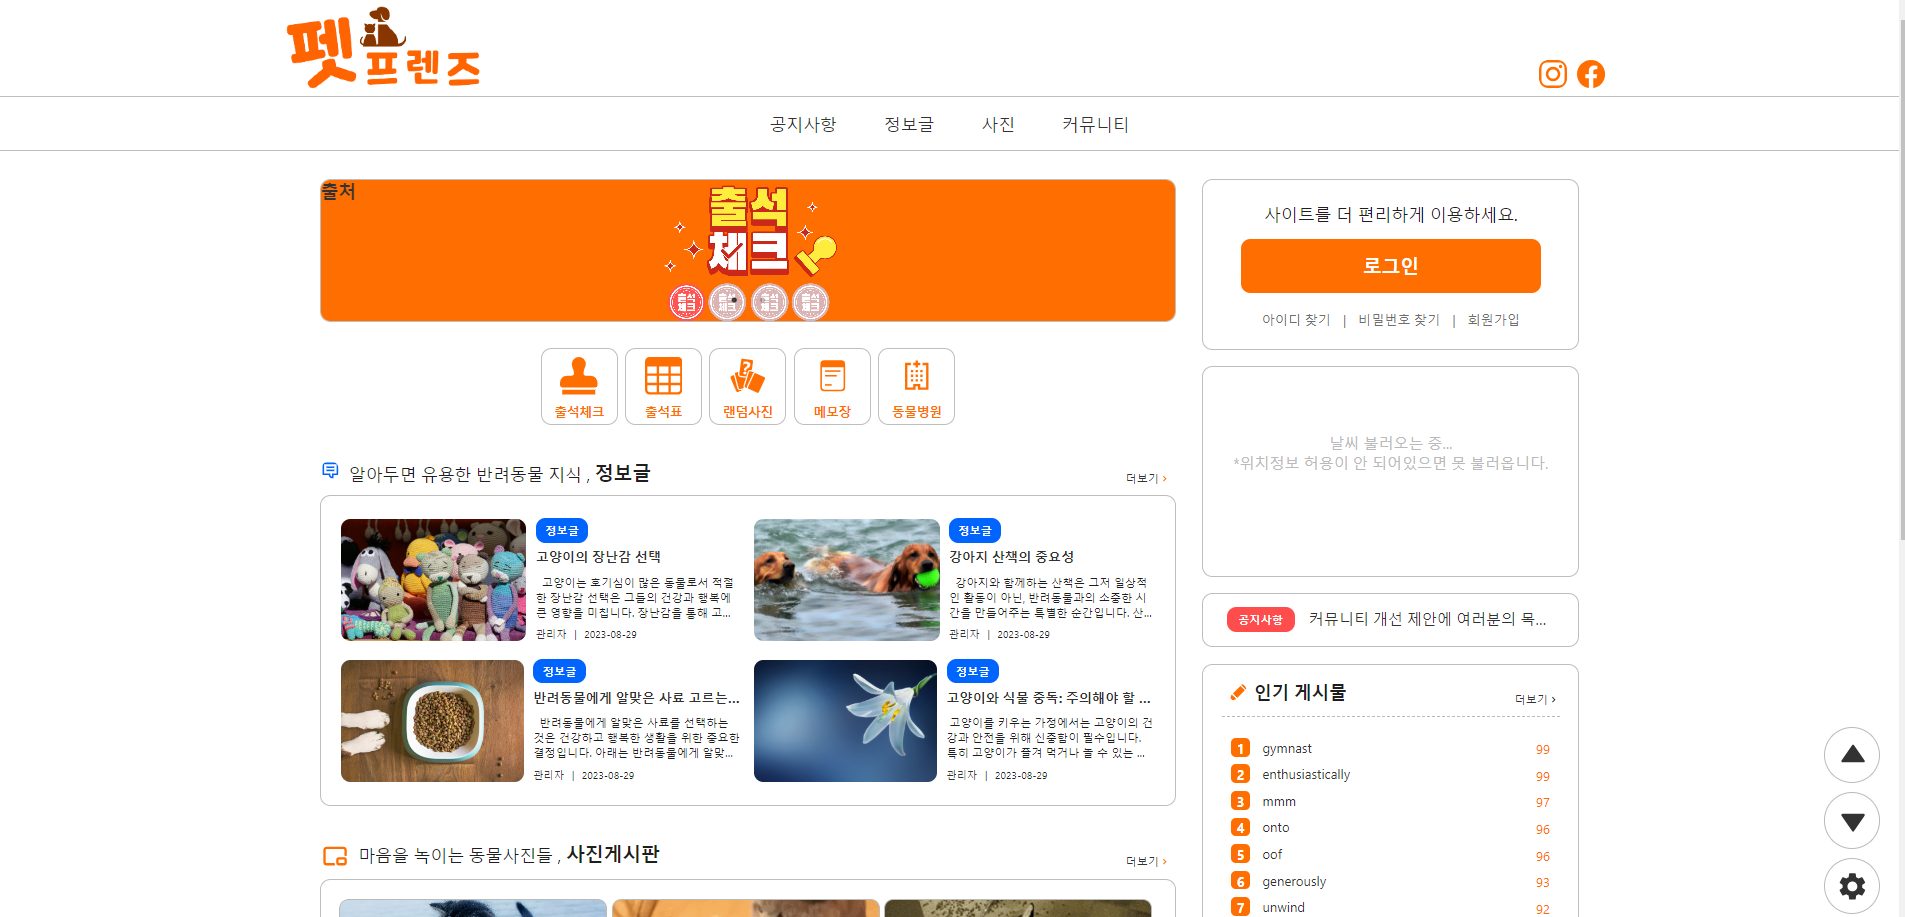 펫프렌즈
공지사항 정보글 사진 커뮤니티
출처
출석
체크
출석체크 출석체크 출석체크 출석체크
출석체크 출석표 랜덤사진 메모장 동물병원
알아두면 유용한 반려동물 지식 , 정보글
더보기 ›
정보글
고양이의 장난감 선택
고양이는 호기심이 많은 동물로서 적절
한 장난감 선택은 그들의 건강과 행복에
큰 영향을 미칩니다. 장난감을 통해 고...
관리자 | 2023-08-29
정보글
강아지 산책의 중요성
강아지와 함께하는 산책은 그저 일상적
인 활동이 아닌, 반려동물과의 소중한 시
간을 만들어주는 특별한 순간입니다. 산...
관리자 | 2023-08-29
정보글
반려동물에게 알맞은 사료 고르는...
반려동물에게 알맞은 사료를 선택하는
것은 건강하고 행복한 생활을 위한 중요한
결정입니다. 아래는 반려동물에게 알맞...
관리자 | 2023-08-29
정보글
고양이와 식물 중독: 주의해야 할 ...
고양이를 키우는 가정에서는 고양이의 건
강과 안전을 위해 신중함이 필수입니다.
특히 고양이가 즐겨 먹거나 놀 수 있는 ...
관리자 | 2023-08-29
마음을 녹이는 동물사진들 , 사진게시판
더보기 ›
사이트를 더 편리하게 이용하세요.
로그인
아이디 찾기 | 비밀번호 찾기 | 회원가입
날씨 불러오는 중...
*위치정보 허용이 안 되어있으면 못 불러옵니다.
공지사항 커뮤니티 개선 제안에 여러분의 목...
인기 게시물
더보기 ›
1 gymnast 99
2 enthusiastically 99
3 mmm 97
4 onto 96
5 oof 96
6 generously 93
7 unwind 92